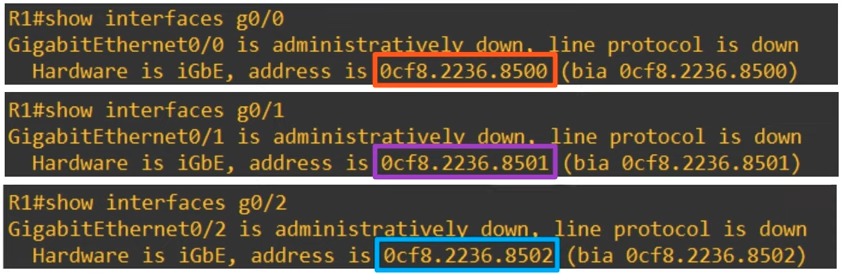 R1#show interfaces g0/0
GigabitEthernet0/0 is administratively down, line protocol is down
Hardware is iGbE, address is 0cf8.2236.8500 (bia 0cf8.2236.8500)
R1#show interfaces g0/1
GigabitEthernet0/1 is administratively down, line protocol is down
Hardware is iGbE, address is 0cf8.2236.8501 (bia 0cf8.2236.8501)
R1#show interfaces g0/2
GigabitEthernet0/2 is administratively down, line protocol is down
Hardware is iGbE, address is 0cf8.2236.8502 (bia 0cf8.2236.8502)